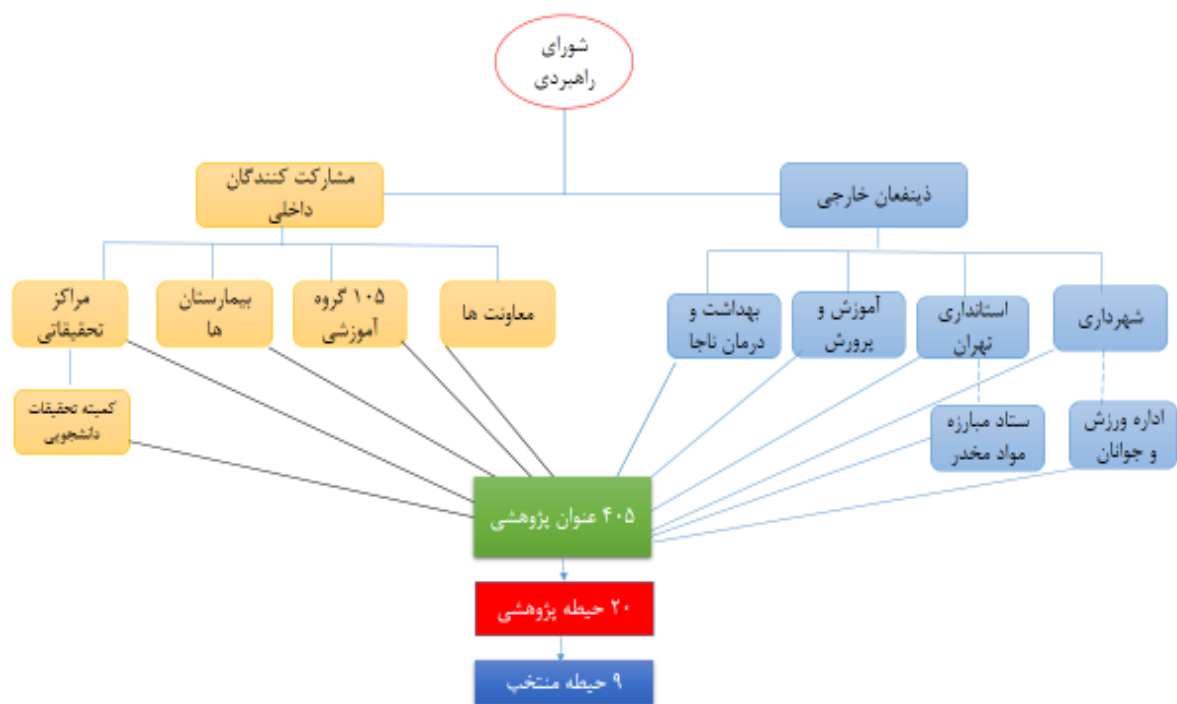 شورای
راهبردی
ذینفعان خارجی
مشارکت کنندگان
داخلی
شهرداری
استانداری
تهران
آموزش و
پرورش
بهداشت و
درمان ناجا
معاونت ها
۱۰۵ گروه
آموزشی
بیمارستان
ها
مراکز
تحقیقاتی
اداره ورزش
و جوانان
ستاد مبارزه
مواد مخدر
کمیته تحقیقات
دانشجویی
۴۰۵ عنوان پژوهشی
۲۰ حیطه پژوهشی
۹ حیطه منتخب